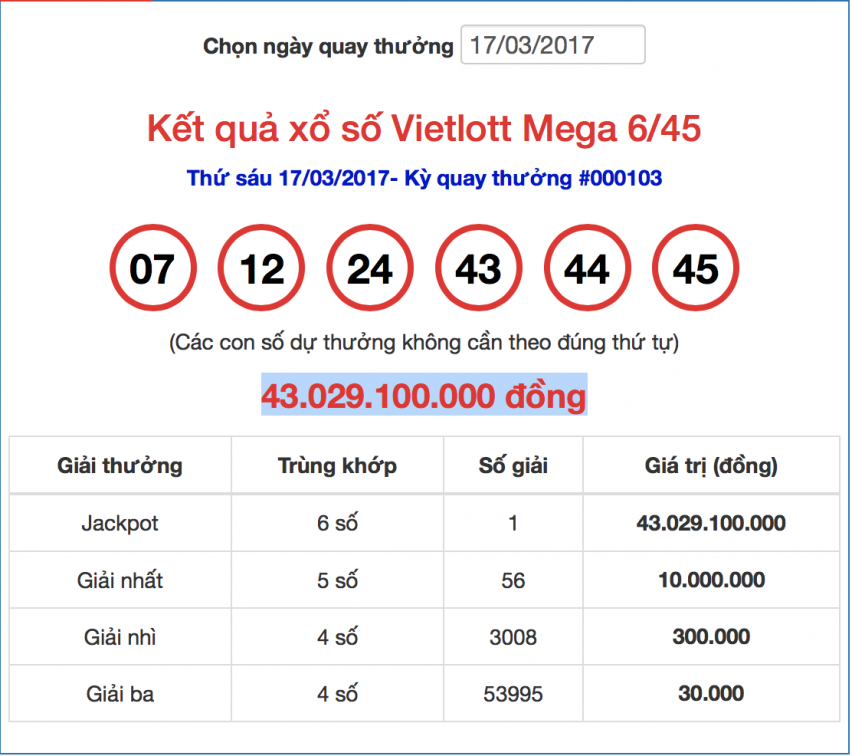 Chọn ngày quay thưởng 17/03/2017
Kết quả xổ số Vietlott Mega 6/45
Thứ sáu 17/03/2017- Kỳ quay thưởng #000103
07 12 24 43 44 45
(Các con số dự thưởng không cần theo đúng thứ tự)
43.029.100.000 đồng
Giải thưởng Trùng khớp Số giải Giá trị (đồng)
Jackpot 6 số 1 43.029.100.000
Giải nhất 5 số 56 10.000.000
Giải nhì 4 số 3008 300.000
Giải ba 4 số 53995 30.000